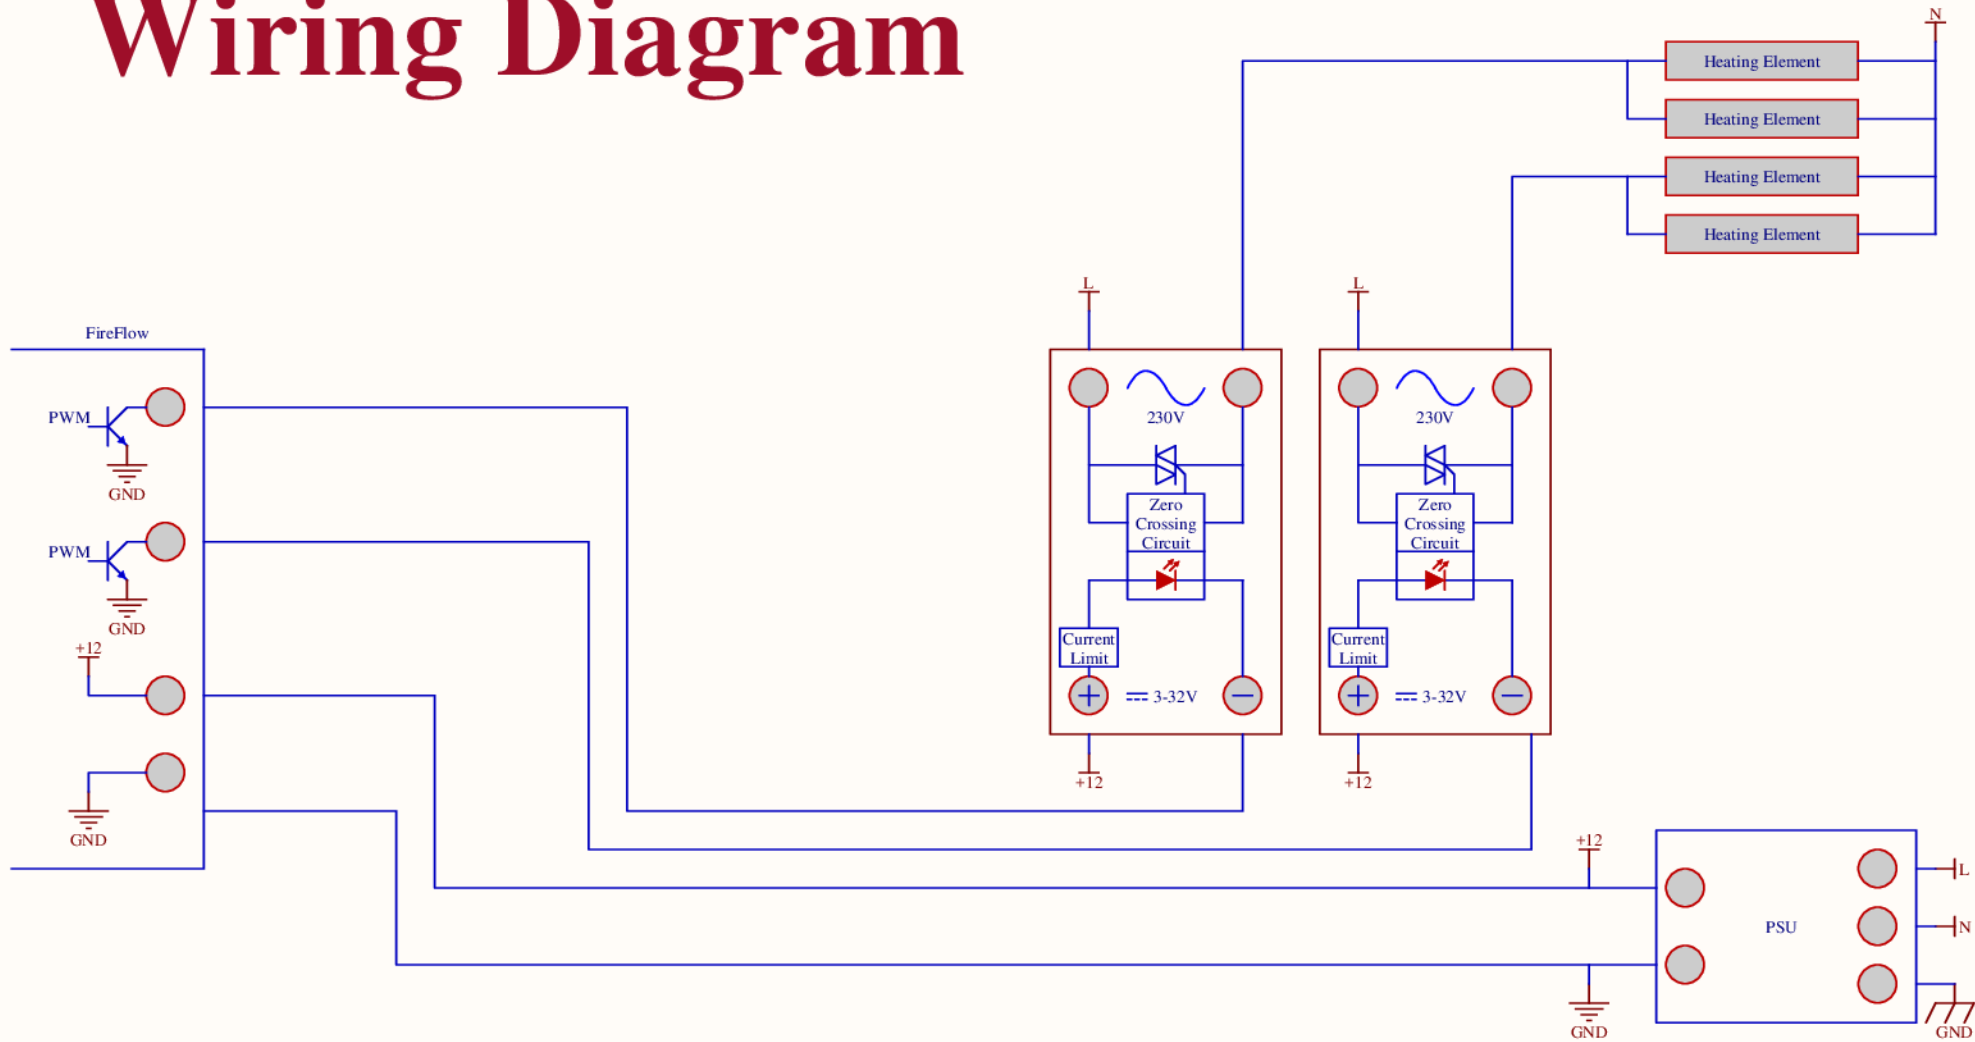 Wiring Diagram
N
Heating Element
Heating Element
Heating Element
Heating Element
L
L
FireFlow
PWM
GND
PWM
GND
+12
GND
230V
Zero
Crossing
Circuit
Current
Limit
3-32V
+12
230V
Zero
Crossing
Circuit
Current
Limit
3-32V
+12
+12
GND
PSU
L
N
GND